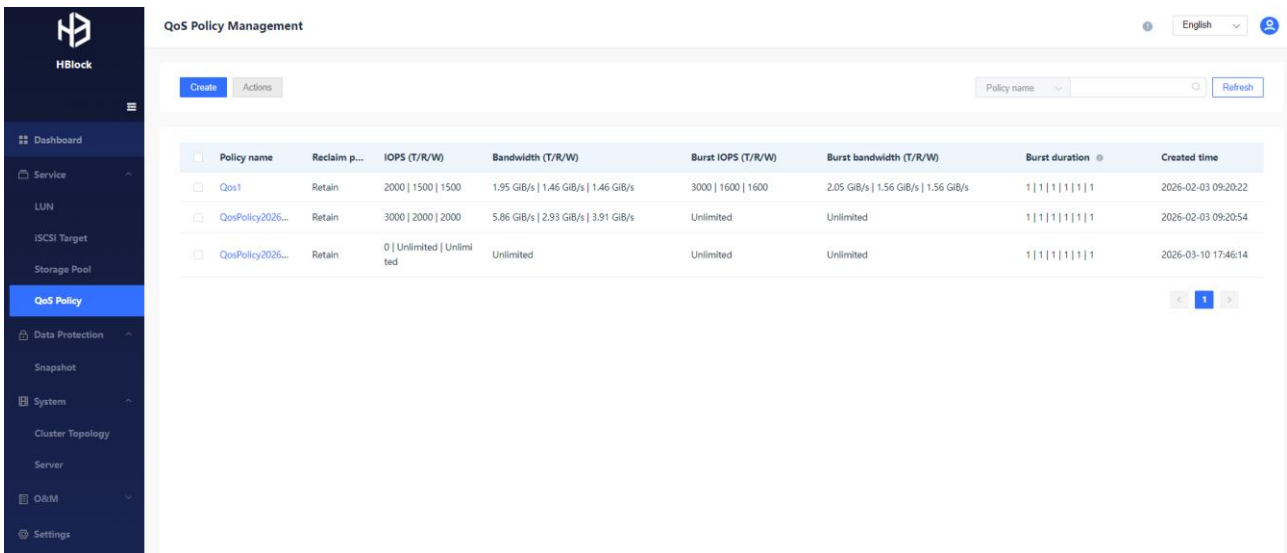 QoS Policy Management
English
HBlock
Create
Actions
Policy name
Refresh
Dashboard
Service
LUN
iSCSI Target
Storage Pool
QoS Policy
Data Protection
Snapshot
System
Cluster Topology
Server
O&M
Settings
Policy name Reclaim p... IOPS (T/R/W) Bandwidth (T/R/W) Burst IOPS (T/R/W) Burst bandwidth (T/R/W) Burst duration Created time
Qos1 Retain 2000 | 1500 | 1500 1.95 GiB/s | 1.46 GiB/s | 1.46 GiB/s 3000 | 1600 | 1600 2.05 GiB/s | 1.56 GiB/s | 1.56 GiB/s 1 | 1 | 1 | 1 | 1 | 1 2026-02-03 09:20:22
QosPolicy2026... Retain 3000 | 2000 | 2000 5.86 GiB/s | 2.93 GiB/s | 3.91 GiB/s Unlimited Unlimited 1 | 1 | 1 | 1 | 1 | 1 2026-02-03 09:20:54
QosPolicy2026... Retain 0 | Unlimited | Unlimi
ted Unlimited Unlimited Unlimited 1 | 1 | 1 | 1 | 1 | 1 2026-03-10 17:46:14
1